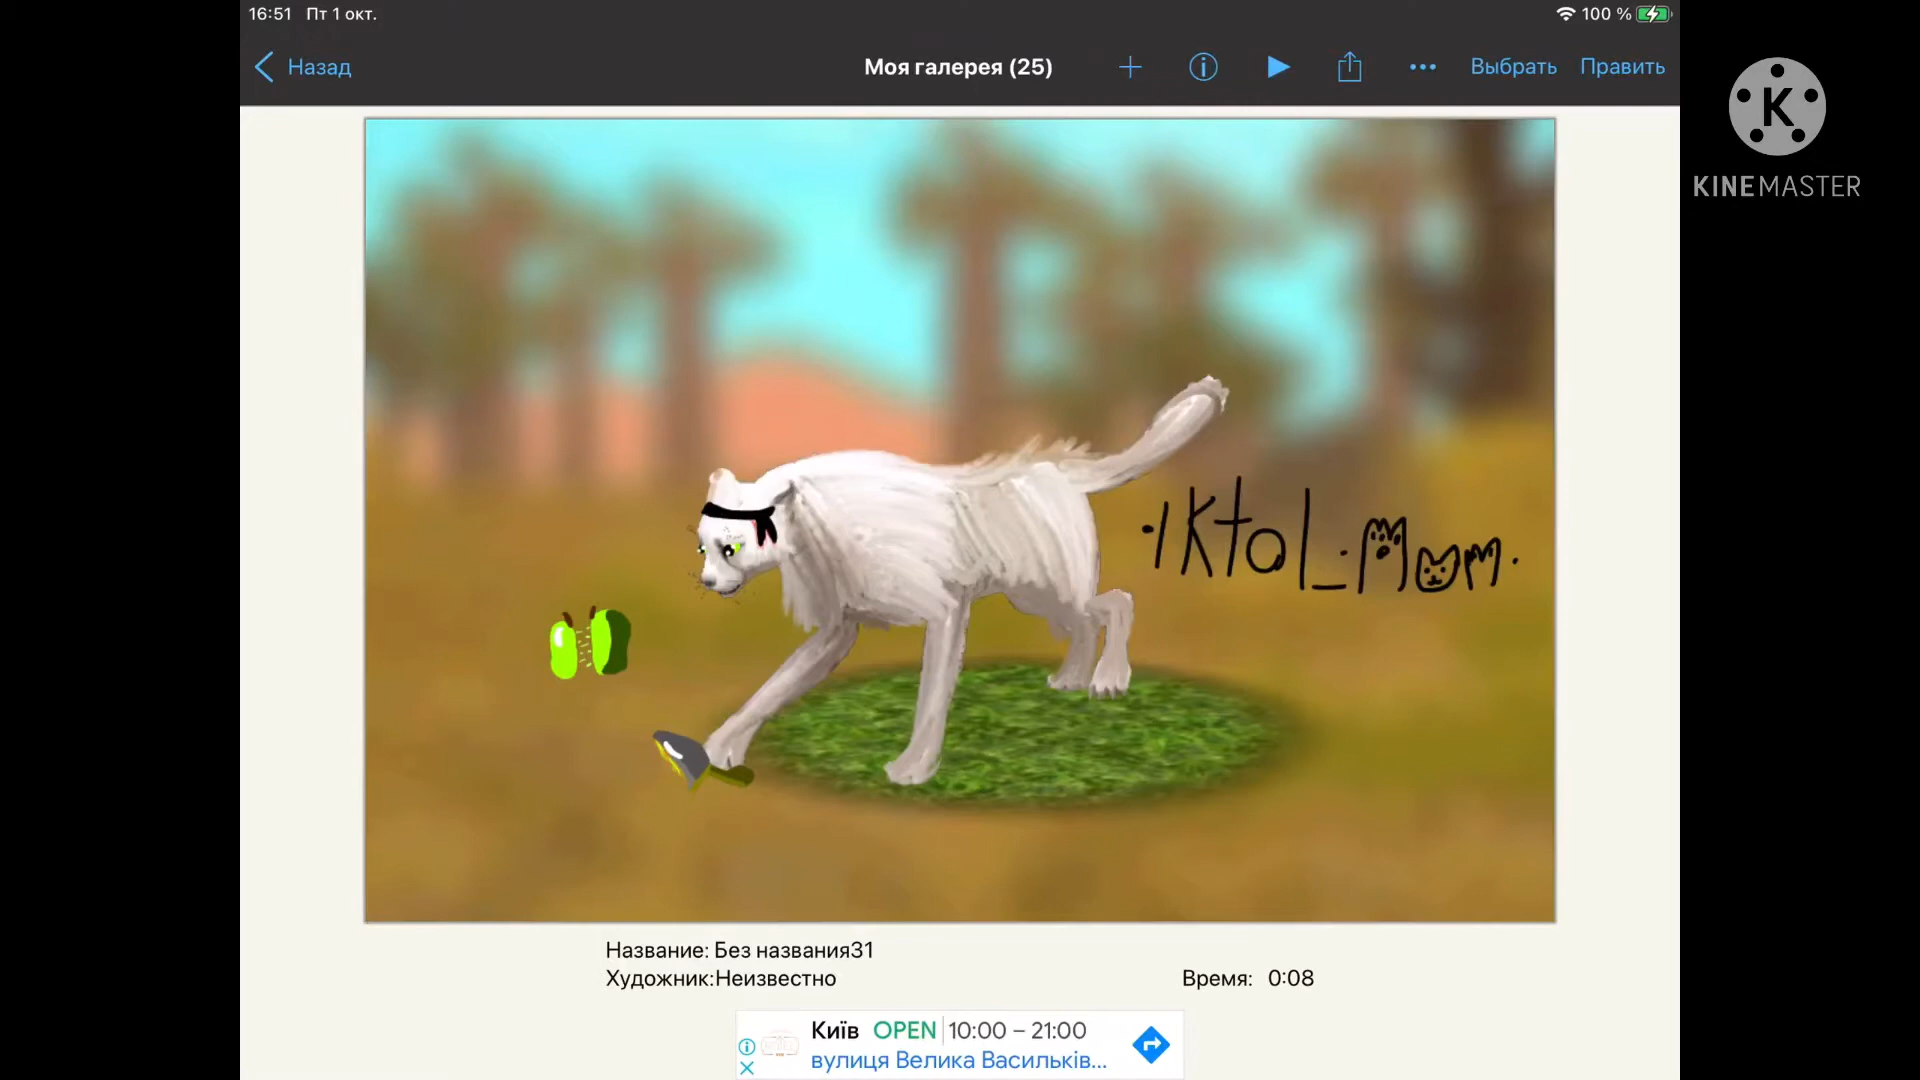 16:51 Пт 1 окт.
100 %
Назад
Моя галерея (25)
Выбрать Править
KINEMASTER
Название: Без названия31
Художник:Неизвестно
Время: 0:08
Київ OPEN 10:00 – 21:00
вулиця Велика Васильків...